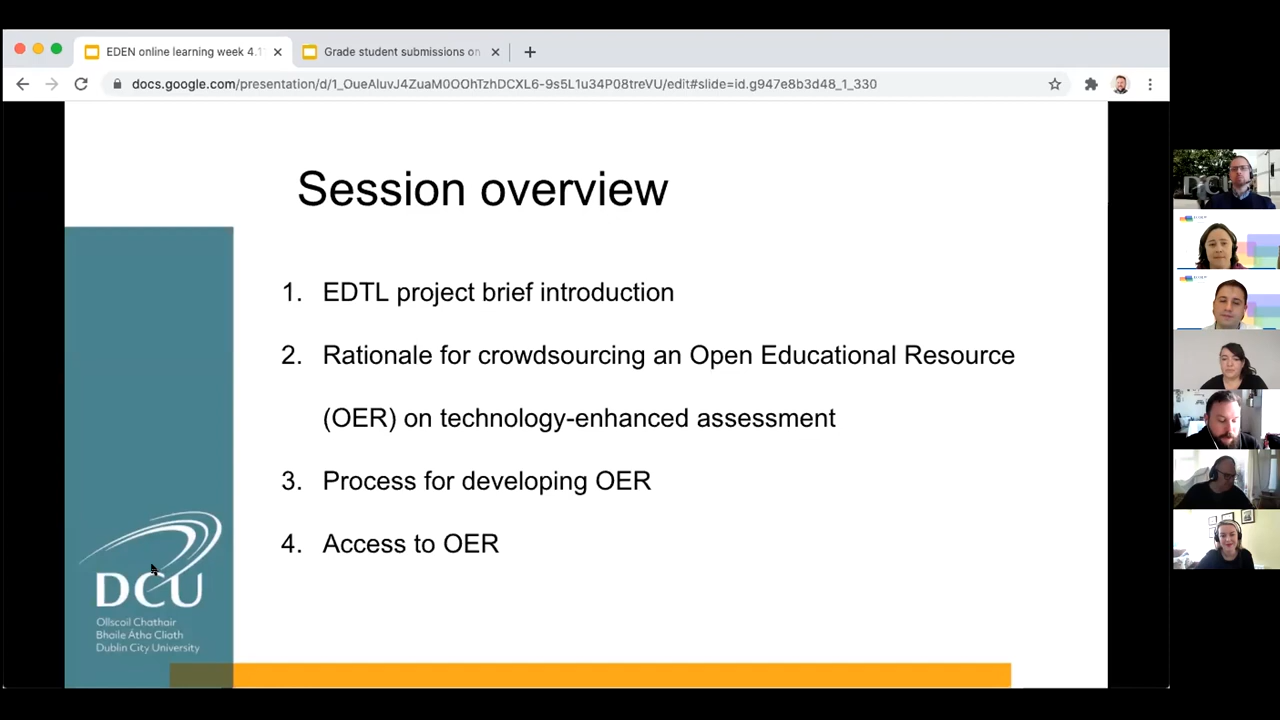 EDEN online learning week 4.1
Grade student submissions on
docs.google.com/presentation/d/1_OueAluvJ4ZuaM0OOhTzhDCXL6-9s5L1u34P08treVU/edit#slide=id.g947e8b3d48_1_330
Session overview
1. EDTL project brief introduction
2. Rationale for crowdsourcing an Open Educational Resource
(OER) on technology-enhanced assessment
3. Process for developing OER
4. Access to OER
DCU
Ollscoil Chathair
Bhaile Átha Cliath
Dublin City University
DCU